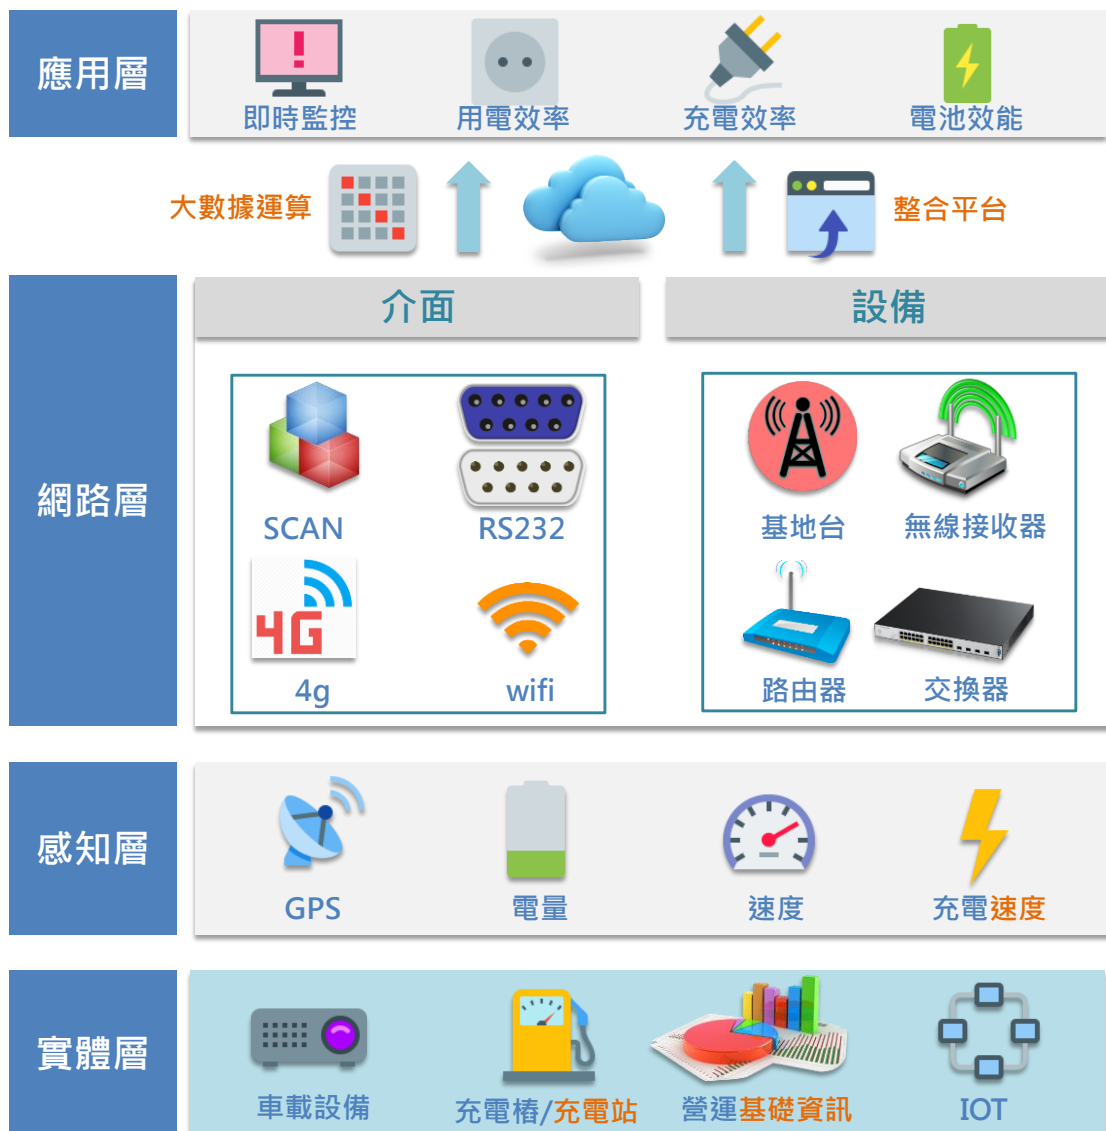 應用層
即時監控
用電效率
充電效率
電池效能
大數據運算
整合平台
網路層
介面
設備
SCAN
RS232
4G
4g
wifi
基地台
無線接收器
路由器
交換器
感知層
GPS
電量
速度
充電速度
實體層
車載設備
充電樁/充電站
營運基礎資訊
IOT